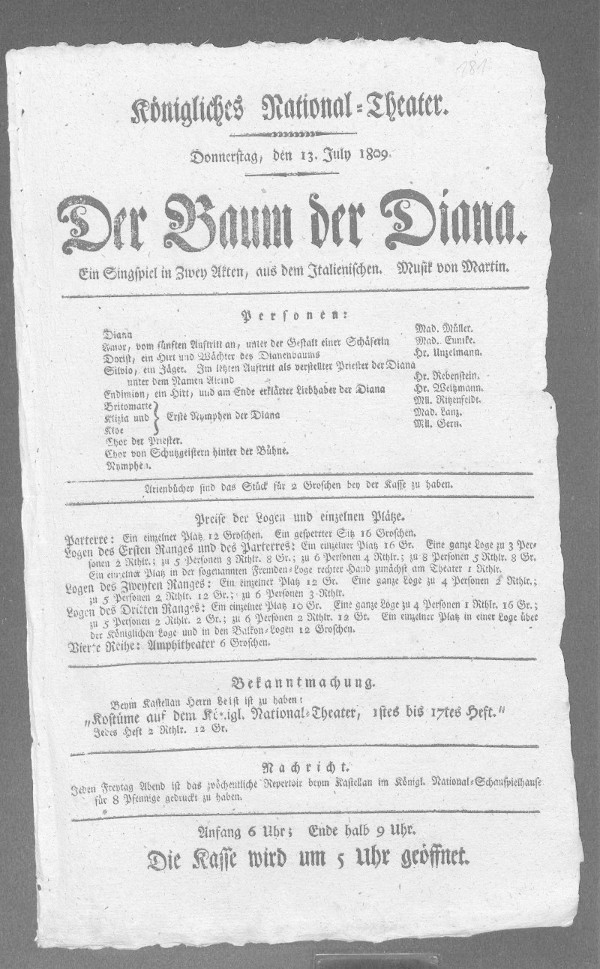 181
Königliches National-Theater.
Donnerstag, den 13. July 1809.
Der Baum der Diana.
Ein Singspiel in Zwey Akten, aus dem Italienischen. Musik von Martin.
Personen:
Diana Mad. Müller.
Amor, vom fünften Auftritt an, unter der Gestalt einer Schäferin Mad. Eunike.
Dorist, ein Hirt und Wächter des Dianenbaums Hr. Unzelmann.
Silvio, ein Jäger. Im letzten Auftritt als verstellter Priester der Diana
unter dem Namen Alcind Hr. Rebenstein.
Endimion, ein Hirt, und am Ende erklärter Liebhaber der Diana Hr. Weitzmann.
Britomarte Mll. Ritzenfeldt.
Klizia und } Erste Nymphen der Diana Mad. Lanz.
Kloe Mll. Gern.
Chor der Priester.
Chor von Schutzgeistern hinter der Bühne.
Nymphen.
Arienbücher sind das Stück für 2 Groschen bey der Kasse zu haben.
Preise der Logen und einzelnen Plätze.
Parterre: Ein einzelner Platz 12 Groschen. Ein gesperrter Sitz 16 Groschen.
Logen des Ersten Ranges und des Parterres: Ein einzelner Platz 16 Gr. Eine ganze Loge zu 3 Per-
sonen 2 Rthlr.; zu 5 Personen 3 Rthlr. 8 Gr.; zu 6 Personen 4 Rthlr.; zu 8 Personen 5 Rthlr. 8 Gr.
Ein einzelner Platz in der sogenannten Fremden-Loge rechter Hand zunächst am Theater 1 Rthlr.
Logen des Zweyten Ranges: Ein einzelner Platz 12 Gr. Eine ganze Loge zu 4 Personen 2 Rthlr.;
zu 5 Personen 2 Rthlr. 12 Gr.; zu 6 Personen 3 Rthlr.
Logen des Dritten Ranges: Ein einzelner Platz 10 Gr. Eine ganze Loge zu 4 Personen 1 Rthlr. 16 Gr.;
zu 5 Personen 2 Rthlr. 2 Gr.; zu 6 Personen 2 Rthlr. 12 Gr. Ein einzelner Platz in einer Loge über
der Königlichen Loge und in den Balkon-Logen 12 Groschen.
Vierte Reihe: Amphitheater 6 Groschen.
Bekanntmachung.
Beym Kastellan Herrn Leist ist zu haben:
„Kostüme auf dem Königl. National-Theater, 1stes bis 17tes Heft."
Jedes Heft 2 Rthlr. 12 Gr.
Nachricht.
Jeden Freytag Abend ist das wöchentliche Repertoir beym Kastellan im Königl. National-Schauspielhause
für 8 Pfennige gedruckt zu haben.
Anfang 6 Uhr; Ende halb 9 Uhr.
Die Kasse wird um 5 Uhr geöffnet.